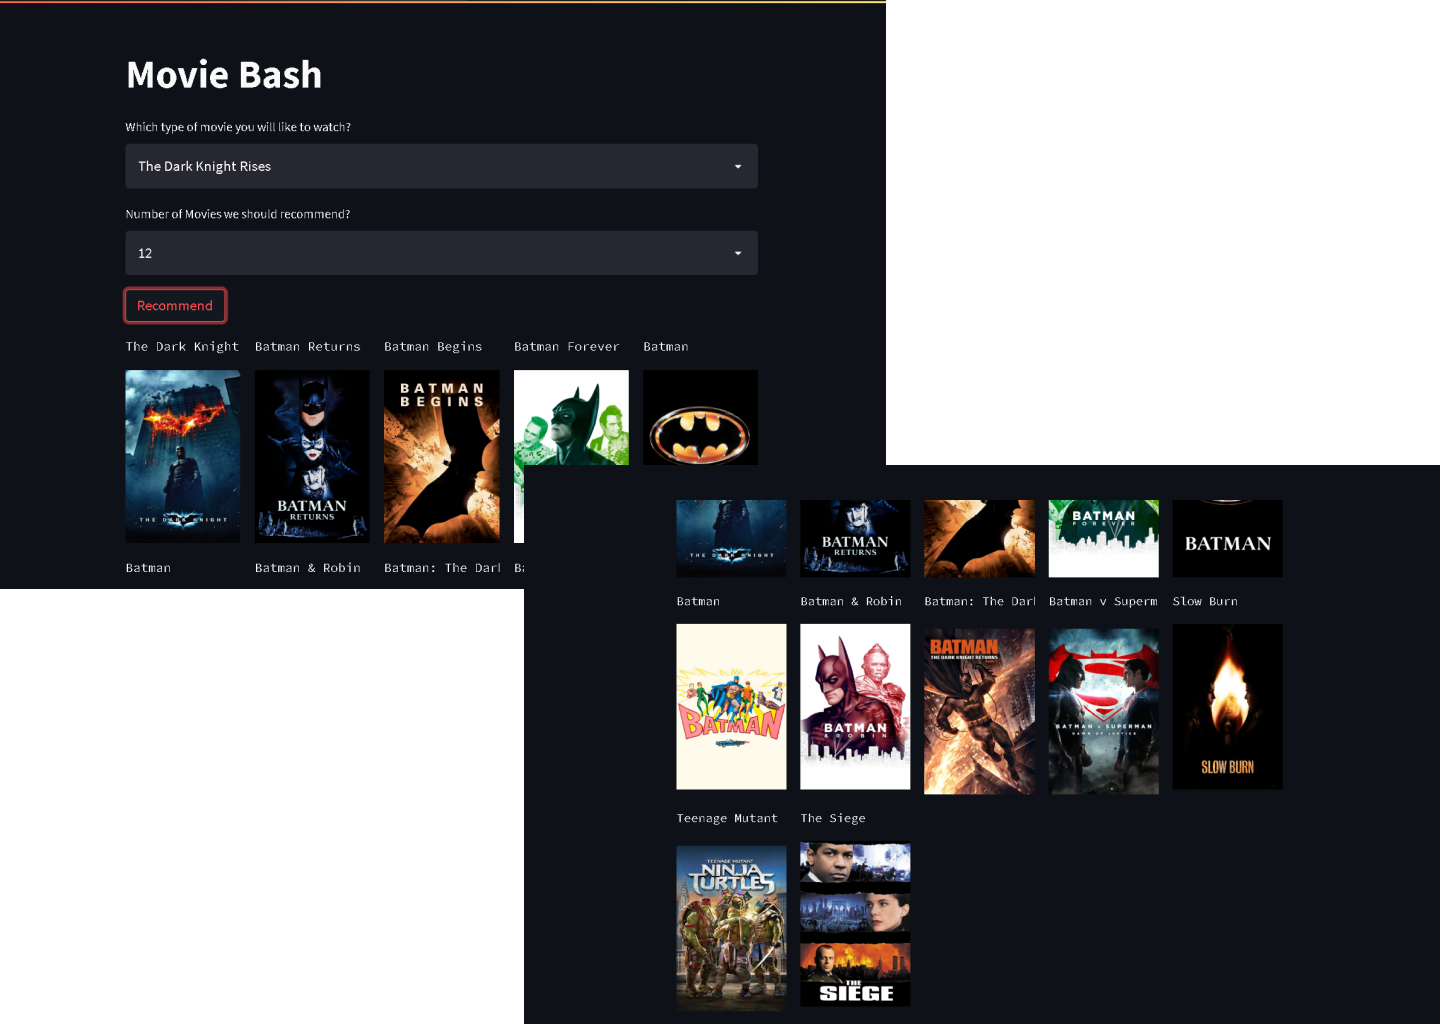 Movie Bash
Which type of movie you will like to watch?
The Dark Knight Rises
Number of Movies we should recommend?
12
Recommend
The Dark Knight Batman Returns Batman Begins Batman Forever Batman
THE DARK KNIGHT
BATMAN
RETURNS
BATMAN
BEGINS
Batman Batman & Robin Batman: The Dark
THE DARK KNIGHT
BATMAN
RETURNS
BATMAN
FOREVER
BATMAN
Batman Batman & Robin Batman: The Dark Batman v Superm Slow Burn
BATMAN
BATMAN
& ROBIN
BATMAN
THE DARK KNIGHT RETURNS
BATMAN V SUPERMAN
DAWN OF JUSTICE
SLOW BURN
Teenage Mutant The Siege
TEENAGE MUTANT
NINJA
TURTLES
THE
SIEGE